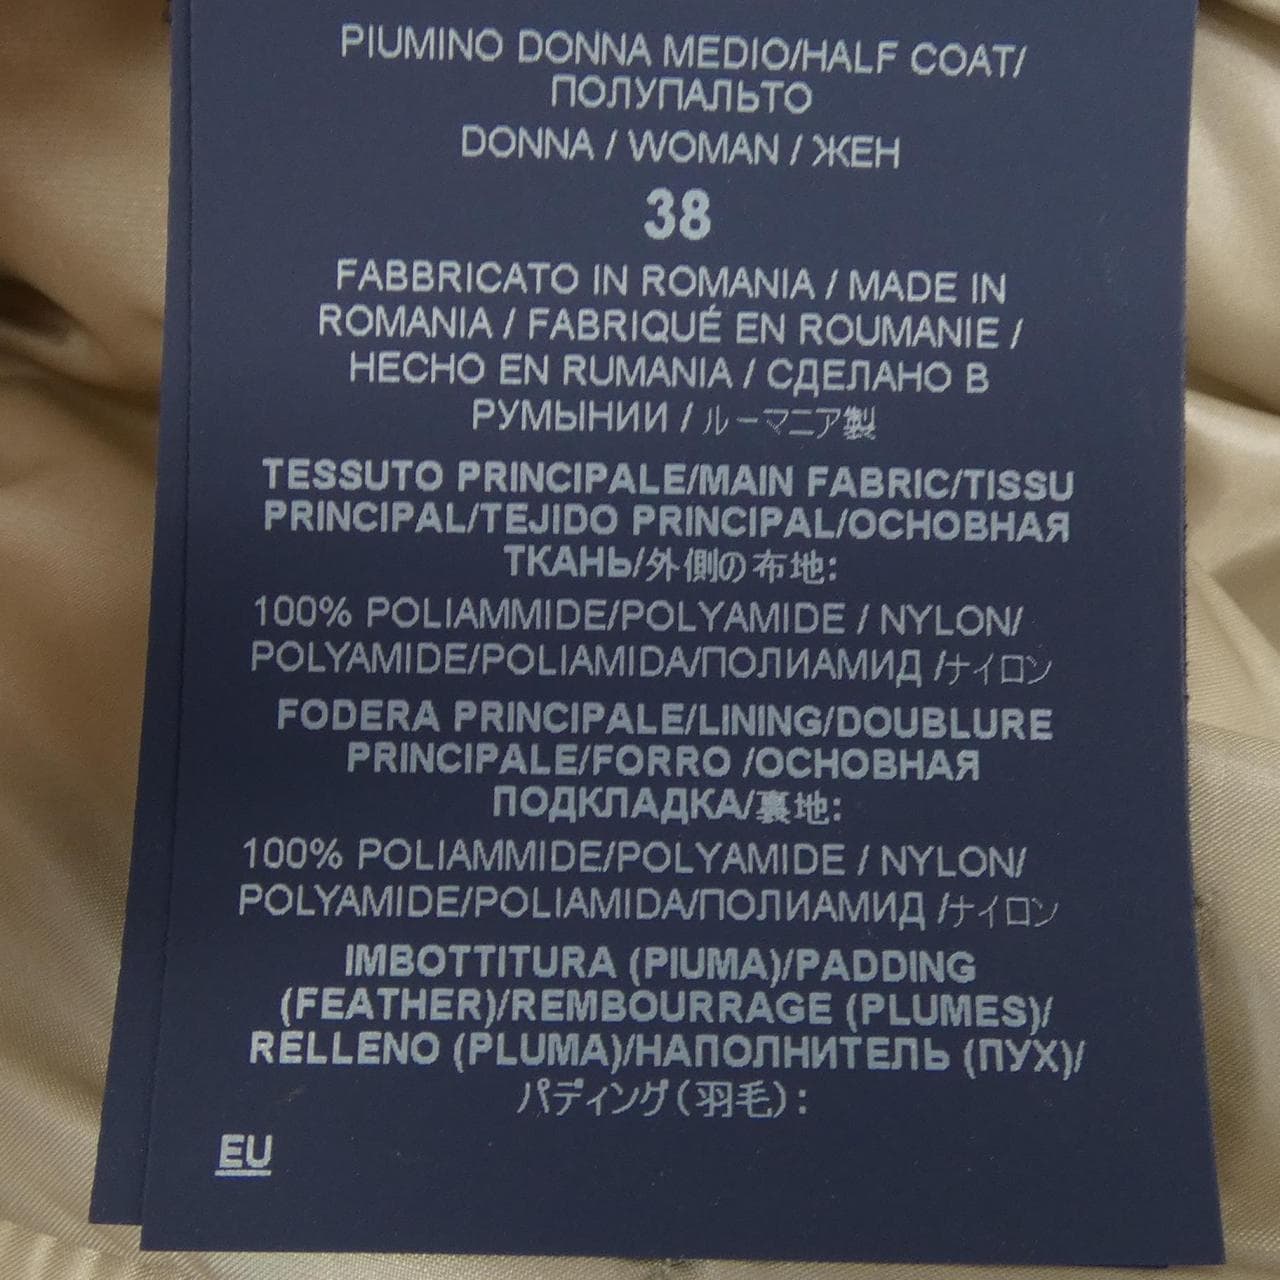 PIUMINO DONNA MEDIO/HALF COAT/
ПОЛУПАЛЬТО
DONNA / WOMAN / ЖЕН
38
FABBRICATO IN ROMANIA / MADE IN
ROMANIA / FABRIQUÉ EN ROUMANIE /
HECHO EN RUMANIA / СДЕЛАНО В
РУМЫНИИ / ルーマニア製
TESSUTO PRINCIPALE/MAIN FABRIC/TISSU
PRINCIPAL/TEJIDO PRINCIPAL/ОСНОВНАЯ
ТКАНЬ/外側の布地:
100% POLIAMMIDE/POLYAMIDE / NYLON/
POLYAMIDE/POLIAMIDA/ПОЛИАМИД /ナイロン
FODERA PRINCIPALE/LINING/DOUBLURE
PRINCIPALE/FORRO /ОСНОВНАЯ
ПОДКЛАДКА/裏地:
100% POLIAMMIDE/POLYAMIDE / NYLON/
POLYAMIDE/POLIAMIDA/ПОЛИАМИД /ナイロン
IMBOTTITURA (PIUMA)/PADDING
(FEATHER)/REMBOURRAGE (PLUMES)/
RELLENO (PLUMA)/НАПОЛНИТЕЛЬ (ПУХ)/
パディング(羽毛):
EU